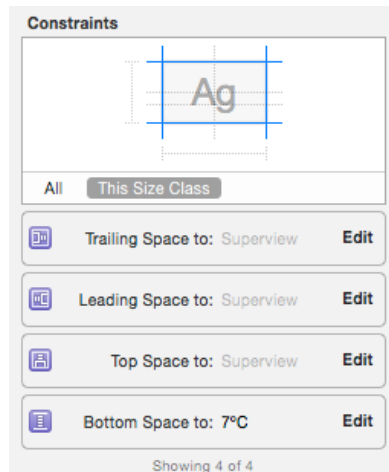 Constraints
Ag
All This Size Class
Trailing Space to: Superview Edit
Leading Space to: Superview Edit
Top Space to: Superview Edit
Bottom Space to: 7ºC Edit
Showing 4 of 4